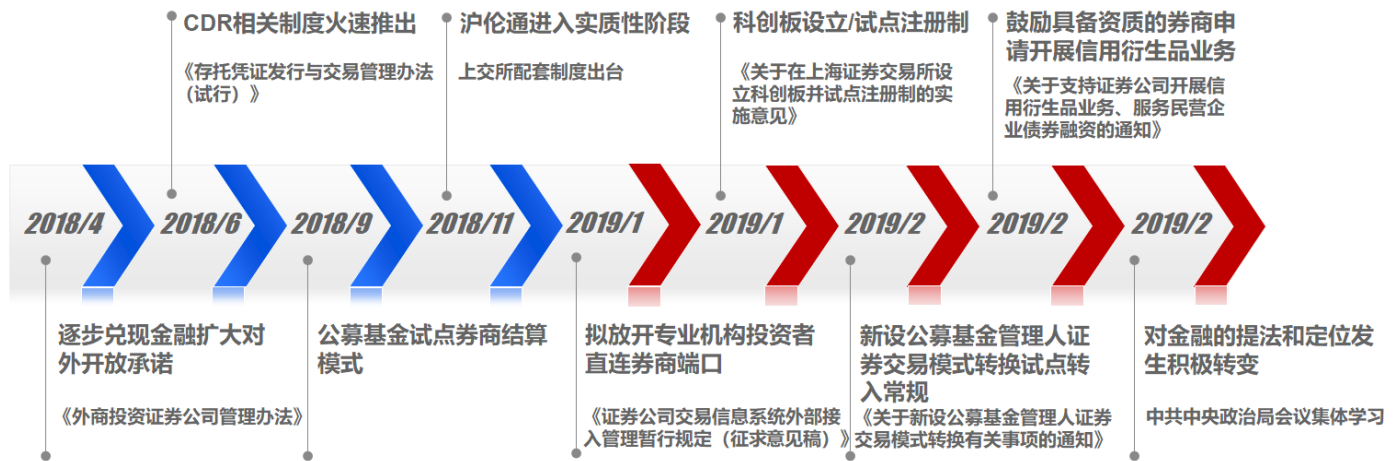 CDR相关制度火速推出
《存托凭证发行与交易管理办法
（试行）》
沪伦通进入实质性阶段
上交所配套制度出台
科创板设立/试点注册制
《关于在上海证券交易所设
立科创板并试点注册制的实
施意见》
鼓励具备资质的券商申
请开展信用衍生品业务
《关于支持证券公司开展信
用衍生品业务、服务民营企
业债券融资的通知》
2018/4
2018/6
2018/9
2018/11
2019/1
2019/1
2019/2
2019/2
2019/2
逐步兑现金融扩大对
外开放承诺
《外商投资证券公司管理办法》
公募基金试点券商结算
模式
拟放开专业机构投资者
直连券商端口
《证券公司交易信息系统外部接
入管理暂行规定（征求意见稿）》
新设公募基金管理人证
券交易模式转换试点转
入常规
《关于新设公募基金管理人证券
交易模式转换有关事项的通知》
对金融的提法和定位发
生积极转变
中共中央政治局会议集体学习